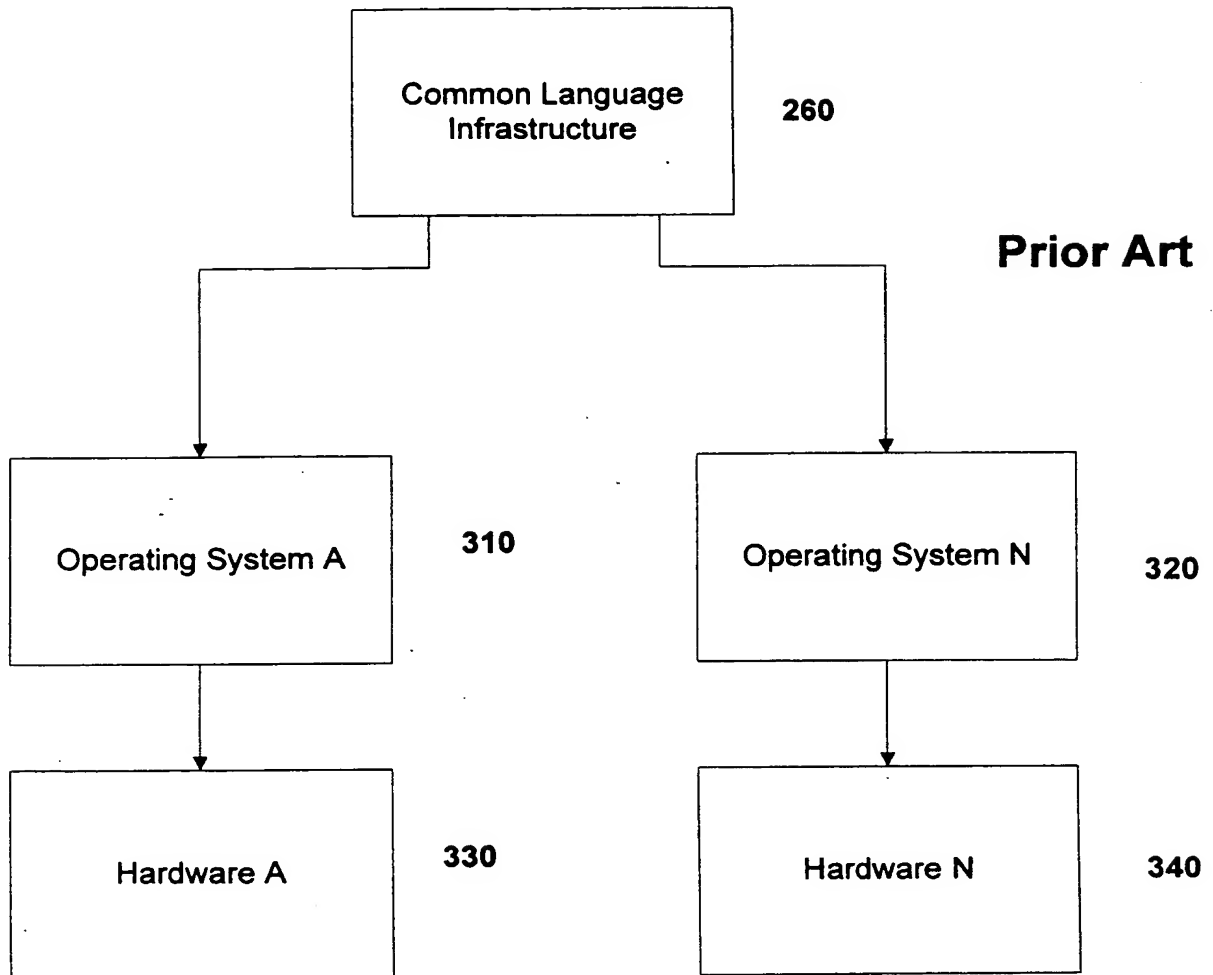 Common Language
Infrastructure
260
Prior Art
Operating System A
310
Operating System N
320
Hardware A
330
Hardware N
340